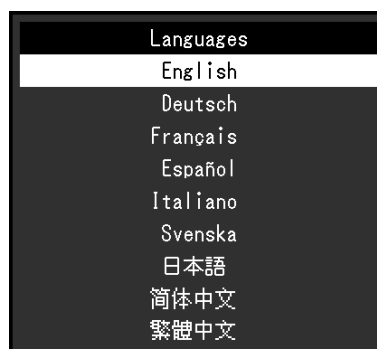 Languages
English
Deutsch
Français
Español
Italiano
Svenska
日本語
简体中文
繁體中文